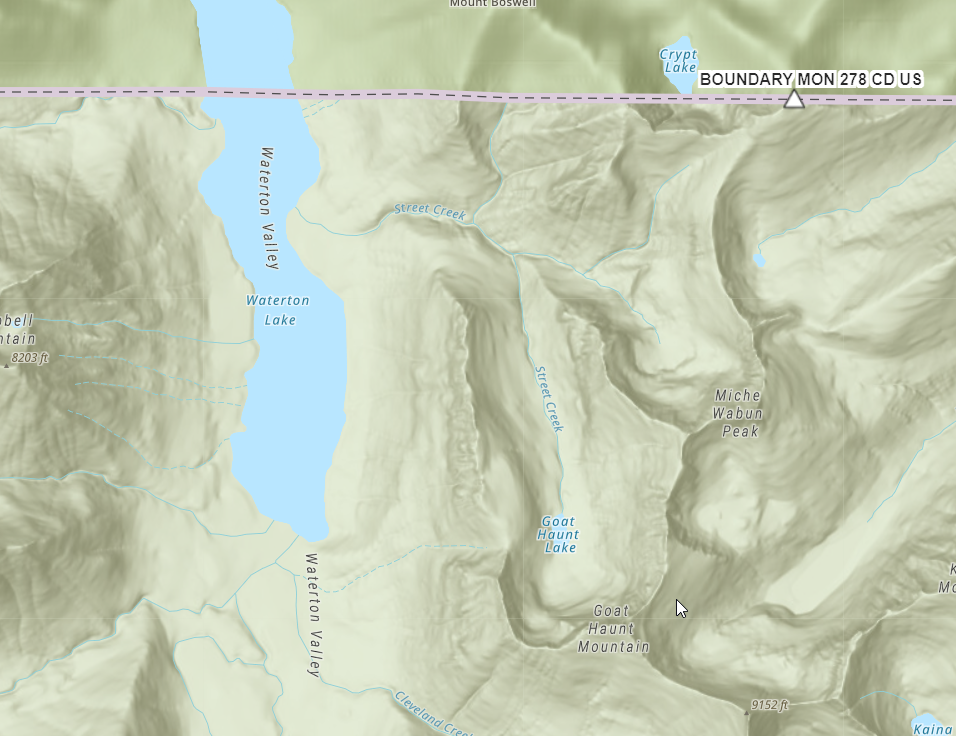 Mount Boswell
Crypt
Lake
BOUNDARY MON 278 CD US
Waterton Valley
Street Creek
Waterton
Lake
8203 ft
Street Creek
Miche
Wabun
Peak
Goat
Haunt
Lake
Waterton Valley
Goat
Haunt
Mountain
Cleveland Creek
9152 ft
Kaina